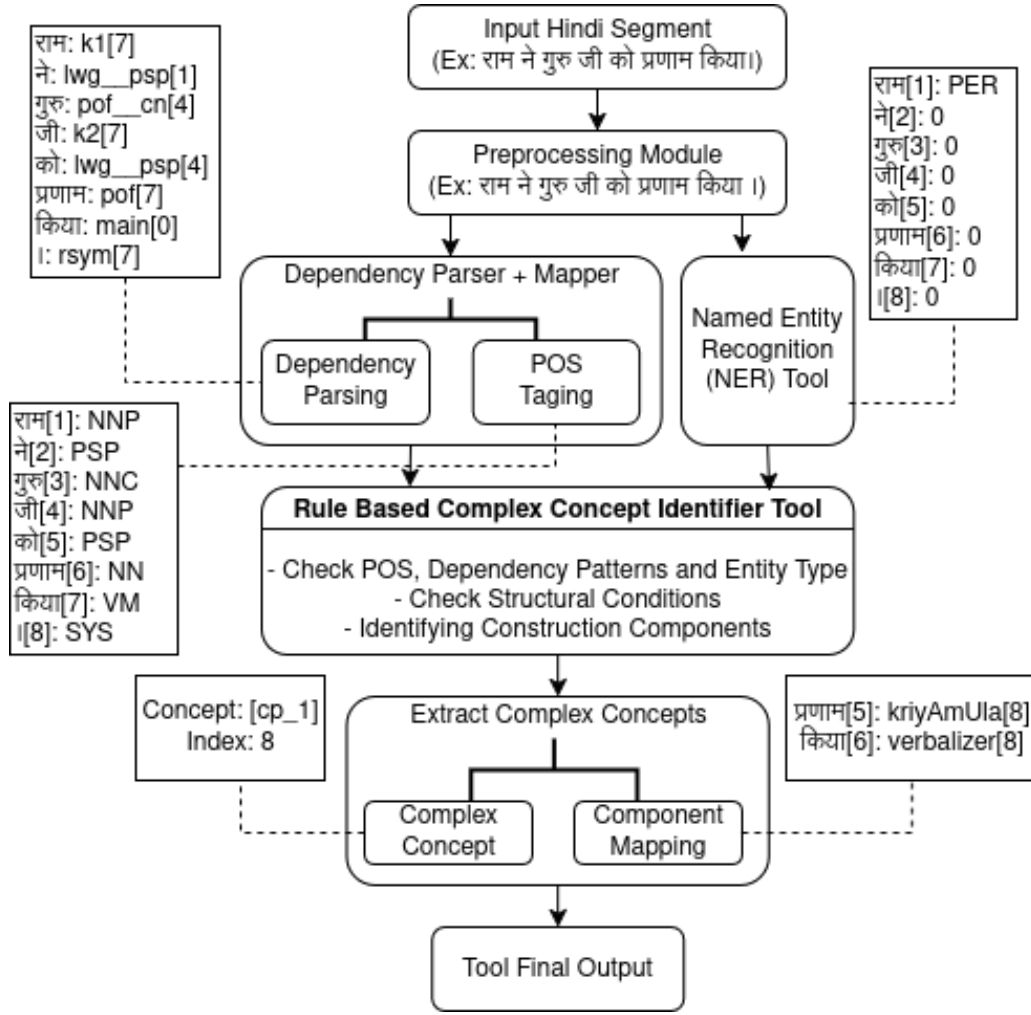 Input Hindi Segment
(Ex: राम ने गुरु जी को प्रणाम किया।)
राम: k1[7]
ने: lwg__psp[1]
गुरु: pof__cn[4]
जी: k2[7]
को: lwg__psp[4]
प्रणाम: pof[7]
किया: main[0]
।: rsym[7]
राम[1]: PER
ने[2]: 0
गुरु[3]: 0
जी[4]: 0
को[5]: 0
प्रणाम[6]: 0
किया[7]: 0
।[8]: 0
Preprocessing Module
(Ex: राम ने गुरु जी को प्रणाम किया ।)
Dependency Parser + Mapper
Dependency
Parsing
POS
Taging
Named Entity
Recognition
(NER) Tool
राम[1]: NNP
ने[2]: PSP
गुरु[3]: NNC
जी[4]: NNP
को[5]: PSP
प्रणाम[6]: NN
किया[7]: VM
।[8]: SYS
Rule Based Complex Concept Identifier Tool
- Check POS, Dependency Patterns and Entity Type
- Check Structural Conditions
- Identifying Construction Components
Concept: [cp_1]
Index: 8
Extract Complex Concepts
Complex
Concept
Component
Mapping
प्रणाम[5]: kriyAmUla[8]
किया[6]: verbalizer[8]
Tool Final Output